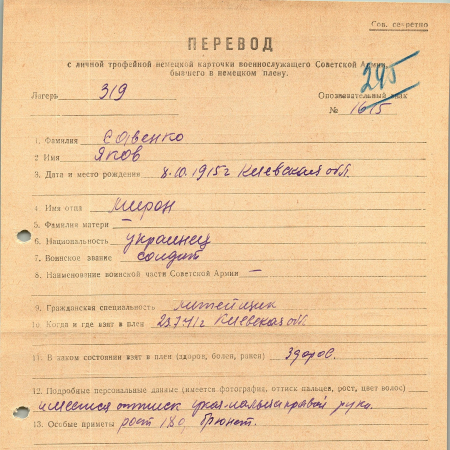 Сов. секретно
ПЕРЕВОД
с личной трофейной немецкой карточки военнослужащего Советской Армии,
бывшего в немецком плену.
245
Лагерь 319
Опознавательный знак
№ 1615
1. Фамилия Савенко
2 Имя Яков
3. Дата и место рождения 8.10.1915г Киевская обл.
4. Имя отца Мирон
5. Фамилия матери —
6. Национальность украинец
7. Воинское звание солдат
8. Наименование воинской части Советской Армии —
9. Гражданская специальность литейщик
10. Когда и где взят в плен 23.7.41г Киевская обл.
11. В каком состоянии взят в плен (здоров, болен, ранен) здоров.
12. Подробные персональные данные (имеется фотография, оттиск пальцев, рост, цвет волос)
имеется оттиск указ. пальца правой руки.
13. Особые приметы рост 180, брюнет.